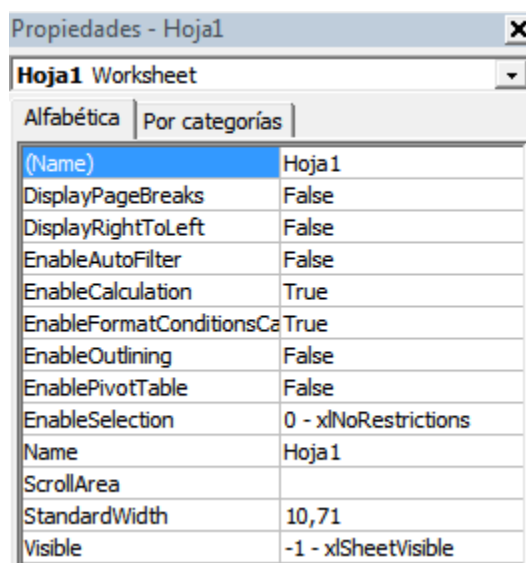 Propiedades - Hoja1
Hoja1 Worksheet
Alfabética Por categorías
(Name) Hoja1
DisplayPageBreaks False
DisplayRightToLeft False
EnableAutoFilter False
EnableCalculation True
EnableFormatConditionsCa True
EnableOutlining False
EnablePivotTable False
EnableSelection 0 - xlNoRestrictions
Name Hoja1
ScrollArea
StandardWidth 10,71
Visible -1 - xlSheetVisible